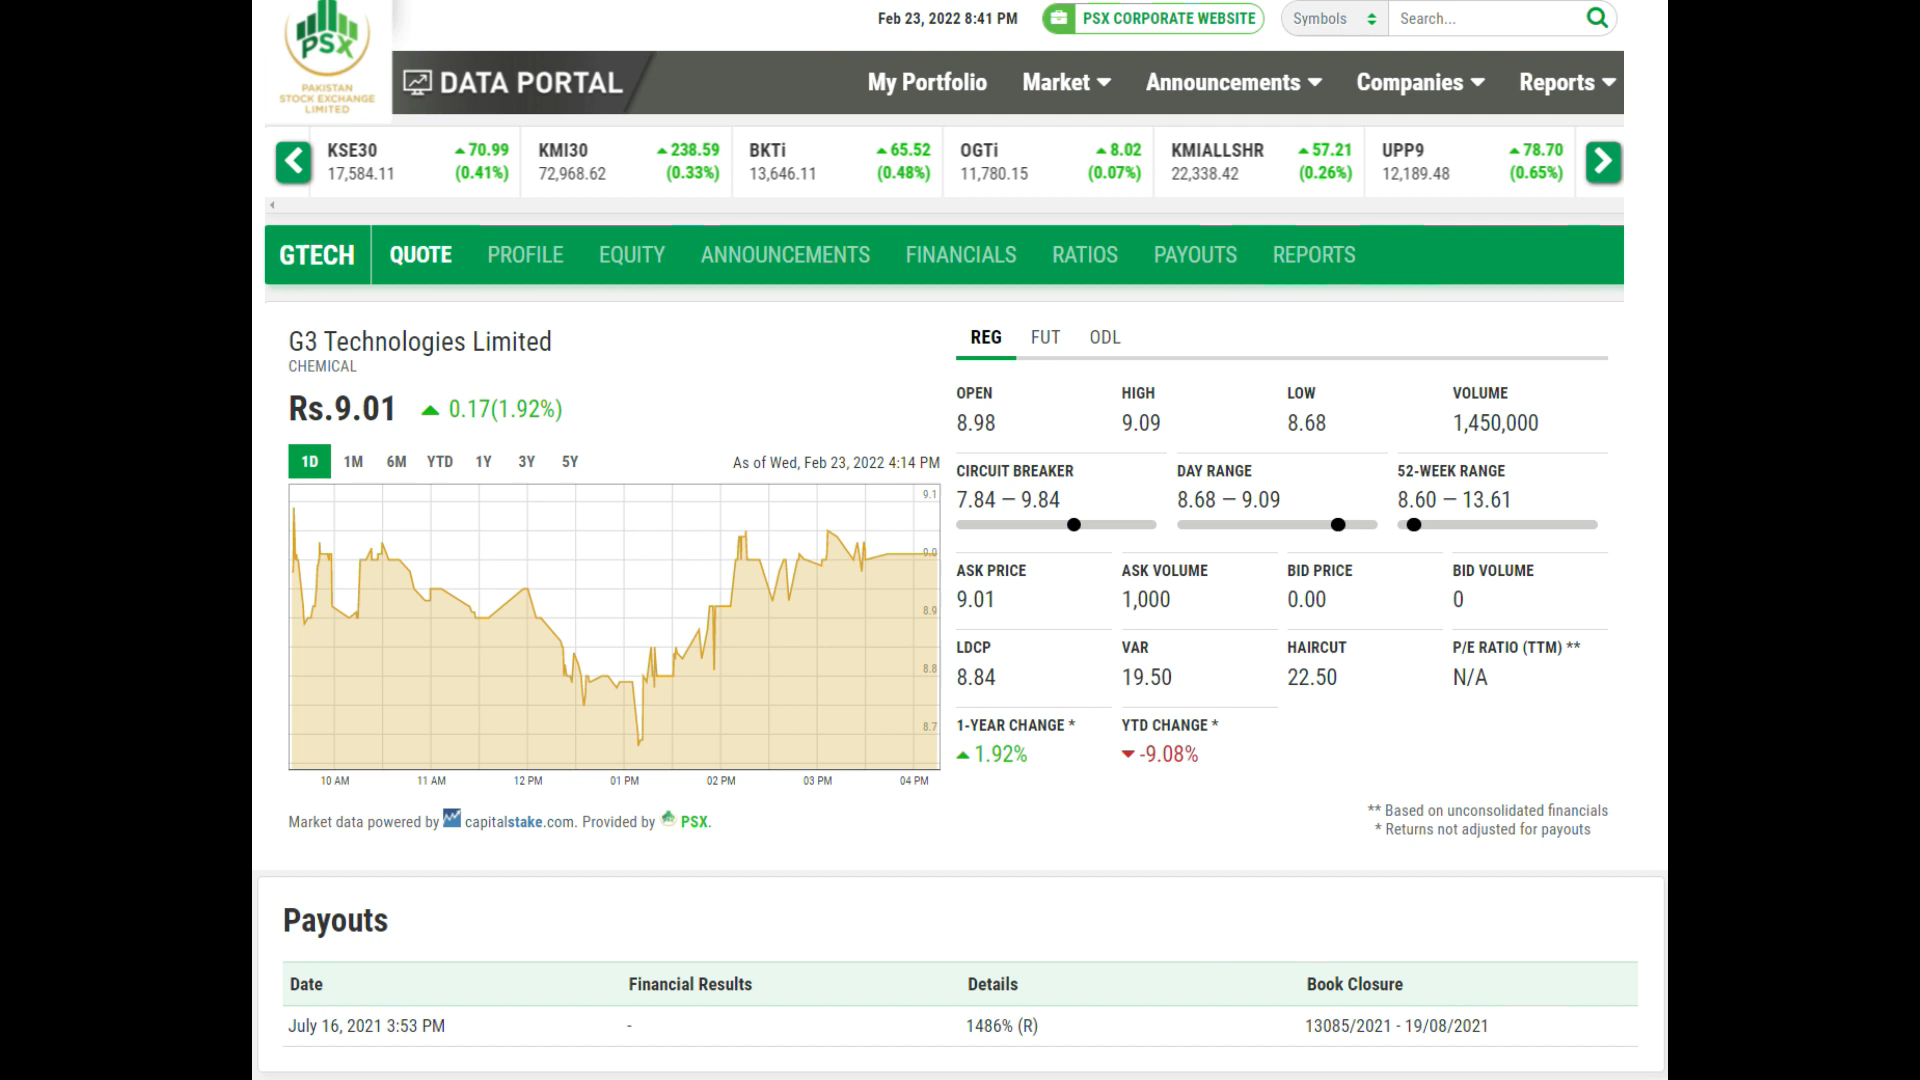 PSX
PAKISTAN
STOCK EXCHANGE
LIMITED
Feb 23, 2022 8:41 PM
PSX CORPORATE WEBSITE
Symbols
Search...
DATA PORTAL
My Portfolio
Market
Announcements
Companies
Reports
KSE30 70.99
17,584.11 (0.41%)
KMI30 238.59
72,968.62 (0.33%)
BKTi 65.52
13,646.11 (0.48%)
OGTi 8.02
11,780.15 (0.07%)
KMIALLSHR 57.21
22,338.42 (0.26%)
UPP9 78.70
12,189.48 (0.65%)
GTECH QUOTE PROFILE EQUITY ANNOUNCEMENTS FINANCIALS RATIOS PAYOUTS REPORTS
G3 Technologies Limited
CHEMICAL
Rs.9.01 0.17(1.92%)
1D 1M 6M YTD 1Y 3Y 5Y
As of Wed, Feb 23, 2022 4:14 PM
9.1
9.0
8.9
8.8
8.7
10 AM 11 AM 12 PM 01 PM 02 PM 03 PM 04 PM
Market data powered by capitalstake.com. Provided by PSX.
REG FUT ODL
OPEN HIGH LOW VOLUME
8.98 9.09 8.68 1,450,000
CIRCUIT BREAKER DAY RANGE 52-WEEK RANGE
7.84 — 9.84 8.68 — 9.09 8.60 — 13.61
ASK PRICE ASK VOLUME BID PRICE BID VOLUME
9.01 1,000 0.00 0
LDCP VAR HAIRCUT P/E RATIO (TTM) **
8.84 19.50 22.50 N/A
1-YEAR CHANGE * YTD CHANGE *
1.92% -9.08%
** Based on unconsolidated financials
* Returns not adjusted for payouts
Payouts
Date Financial Results Details Book Closure
July 16, 2021 3:53 PM - 1486% (R) 13085/2021 - 19/08/2021